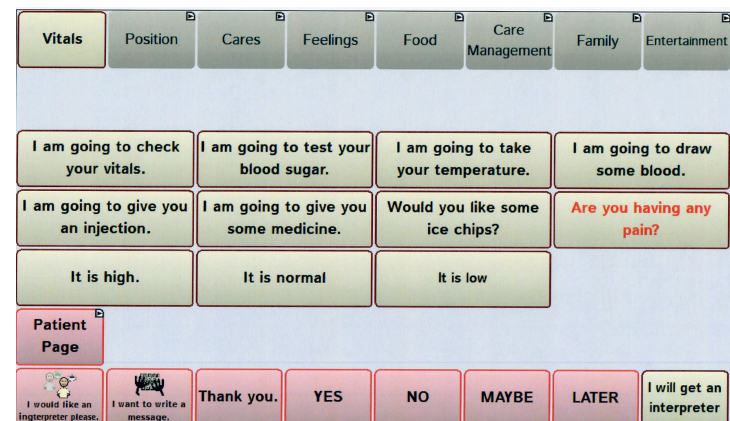 Vitals
Position
Cares
Feelings
Food
Care
Management
Family
Entertainment
I am going to check
your vitals.
I am going to test your
blood sugar.
I am going to take
your temperature.
I am going to draw
some blood.
I am going to give you
an injection.
I am going to give you
some medicine.
Would you like some
ice chips?
Are you having any
pain?
It is high.
It is normal
It is low
Patient
Page
I would like an
ingterpreter please.
I want to write a
message.
Thank you.
YES
NO
MAYBE
LATER
I will get an
interpreter